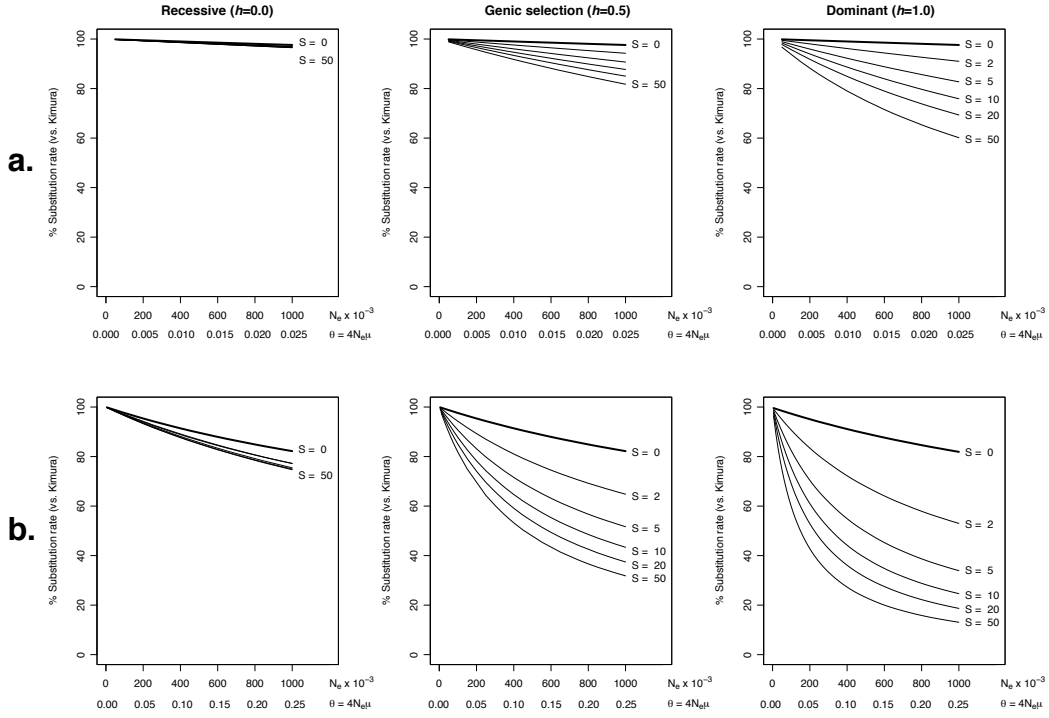 Recessive (h=0.0)
Genic selection (h=0.5)
Dominant (h=1.0)
a.
% Substitution rate (vs. Kimura)
100
80
60
40
20
0
S = 0
S = 50
0 200 400 600 800 1000 Ne x 10⁻³
0.000 0.005 0.010 0.015 0.020 0.025 θ = 4Neµ
% Substitution rate (vs. Kimura)
100
80
60
40
20
0
S = 0
S = 50
0 200 400 600 800 1000 Ne x 10⁻³
0.000 0.005 0.010 0.015 0.020 0.025 θ = 4Neµ
% Substitution rate (vs. Kimura)
100
80
60
40
20
0
S = 0
S = 2
S = 5
S = 10
S = 20
S = 50
0 200 400 600 800 1000 Ne x 10⁻³
0.000 0.005 0.010 0.015 0.020 0.025 θ = 4Neµ
b.
% Substitution rate (vs. Kimura)
100
80
60
40
20
0
S = 0
S = 50
0 200 400 600 800 1000 Ne x 10⁻³
0.00 0.05 0.10 0.15 0.20 0.25 θ = 4Neµ
% Substitution rate (vs. Kimura)
100
80
60
40
20
0
S = 0
S = 2
S = 5
S = 10
S = 20
S = 50
0 200 400 600 800 1000 Ne x 10⁻³
0.00 0.05 0.10 0.15 0.20 0.25 θ = 4Neµ
% Substitution rate (vs. Kimura)
100
80
60
40
20
0
S = 0
S = 2
S = 5
S = 10
S = 20
S = 50
0 200 400 600 800 1000 Ne x 10⁻³
0.00 0.05 0.10 0.15 0.20 0.25 θ = 4Neµ